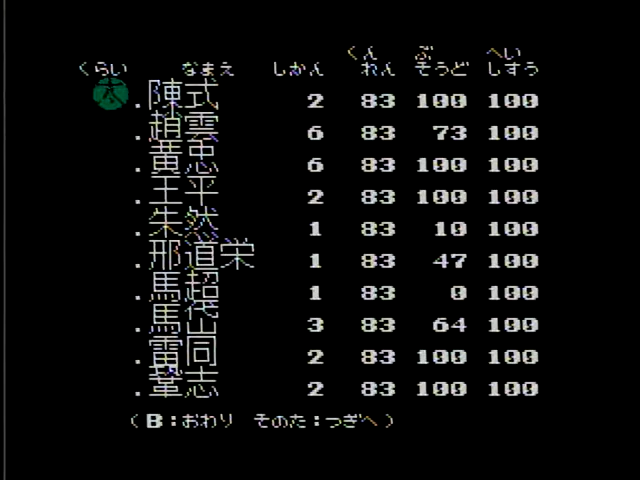 くん ぶ へい
くらい なまえ しかん れん そうど しすう
.陳式 2 83 100 100
.趙雲 6 83 73 100
.黄忠 6 83 100 100
.王平 2 83 100 100
.朱然 1 83 10 100
.邢道栄 1 83 47 100
.馬超 1 83 0 100
.馬岱 3 83 64 100
.雷同 2 83 100 100
.鞏志 2 83 100 100
(B:おわり そのた:つぎへ)